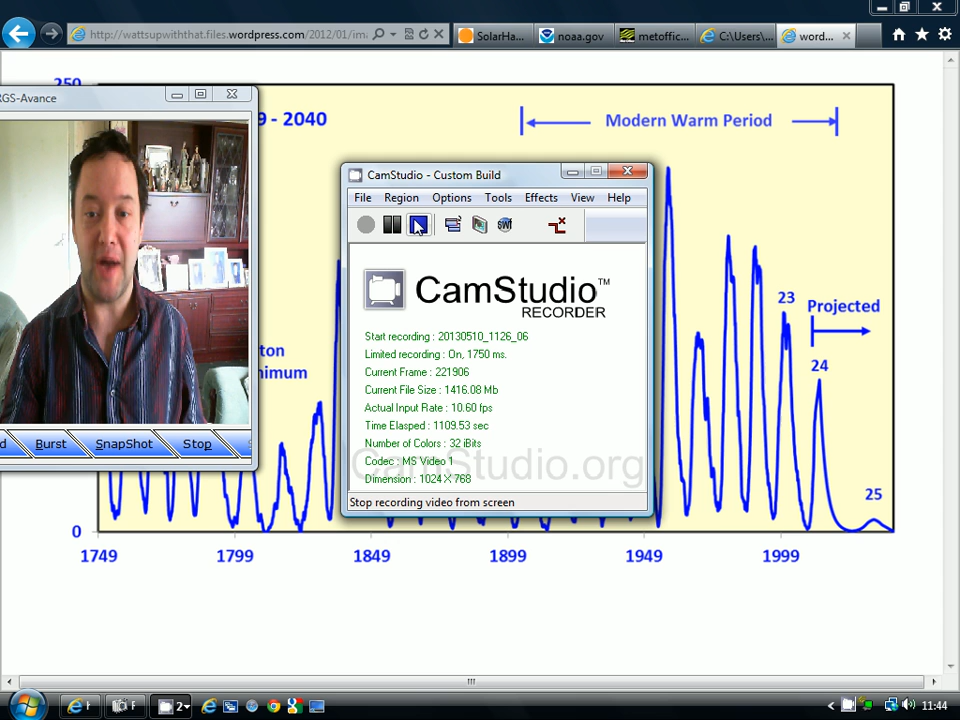 http://wattsupwiththat.files.wordpress.com/2012/01/im
SolarHa...
noaa.gov
metoffic...
C:\Users\...
word...
250
RGS-Avance
9 - 2040
Modern Warm Period
CamStudio - Custom Build
File Region Options Tools Effects View Help
CamStudio™
RECORDER
23
Projected
Start recording : 20130510_1126_06
Limited recording : On, 1750 ms.
ton
24
Current Frame : 221906
nimum
Current File Size : 1416.08 Mb
Actual Input Rate : 10.60 fps
Time Elasped : 1109.53 sec
d Burst SnapShot Stop
Number of Colors : 32 iBits
Codec : MS Video 1
CamStudio.org
Dimension : 1024 X 768
25
Stop recording video from screen
0
1749 1799 1849 1899 1949 1999
2
11:44